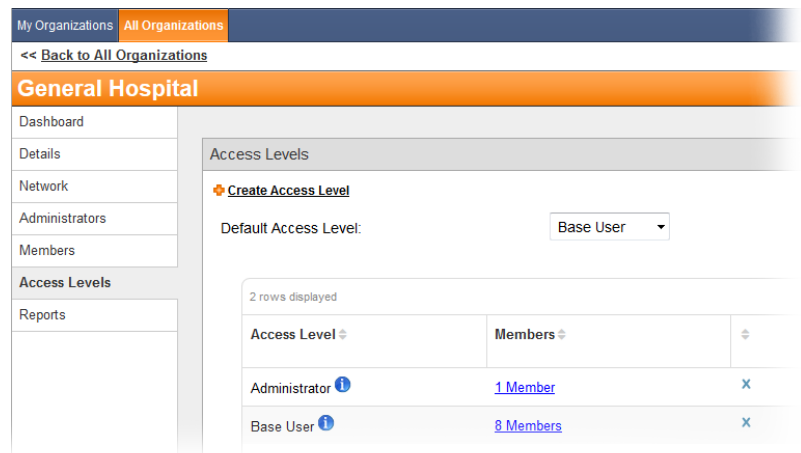 My Organizations All Organizations
<< Back to All Organizations
General Hospital
Dashboard
Details
Network
Administrators
Members
Access Levels
Reports
Access Levels
Create Access Level
Default Access Level: Base User
2 rows displayed
Access Level Members
Administrator 1 Member x
Base User 8 Members x